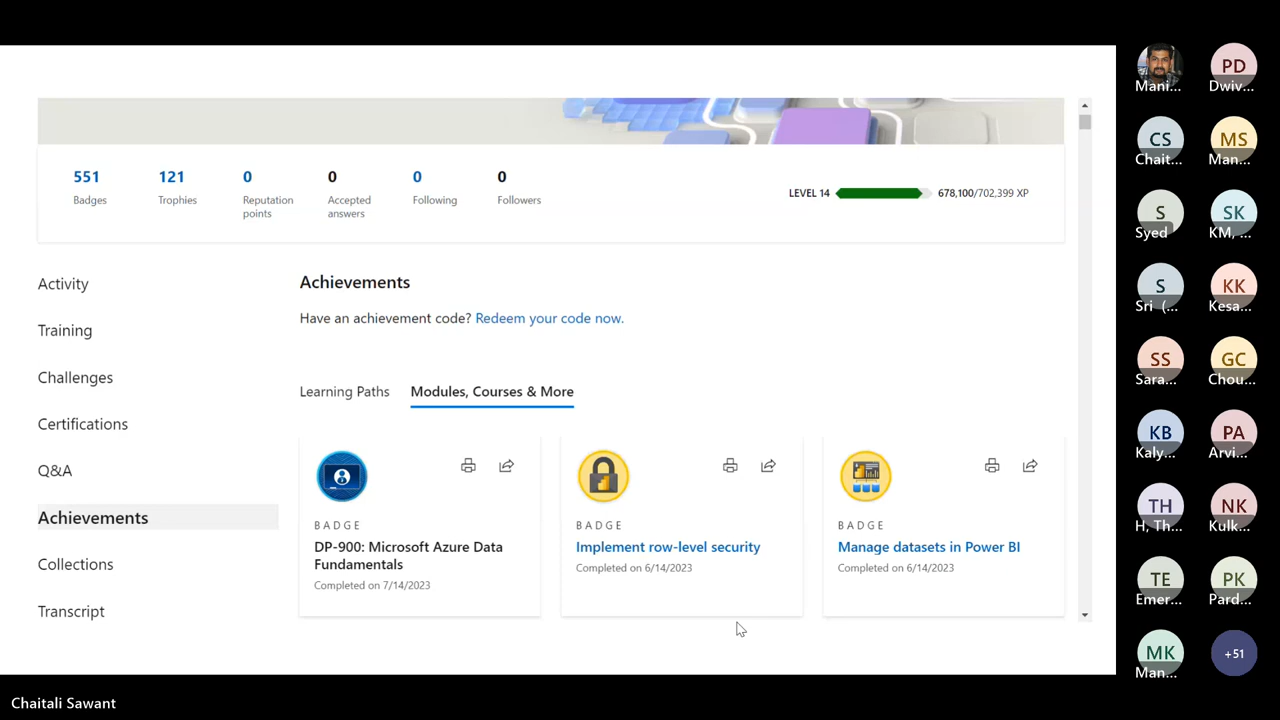 551
Badges
121
Trophies
0
Reputation
points
0
Accepted
answers
0
Following
0
Followers
LEVEL 14
678,100/702,399 XP
Activity
Training
Challenges
Certifications
Q&A
Achievements
Collections
Transcript
Achievements
Have an achievement code? Redeem your code now.
Learning Paths
Modules, Courses & More
BADGE
DP-900: Microsoft Azure Data
Fundamentals
Completed on 7/14/2023
BADGE
Implement row-level security
Completed on 6/14/2023
BADGE
Manage datasets in Power BI
Completed on 6/14/2023
Mani...
PD
Dwiv...
CS
Chait...
MS
Man...
S
Syed
SK
KM, ...
S
Sri (...
KK
Kesa...
SS
Sara...
GC
Chou...
KB
Kaly...
PA
Arvi...
TH
H, Th...
NK
Kulk...
TE
Emer...
PK
Pard...
MK
Man...
+51
Chaitali Sawant